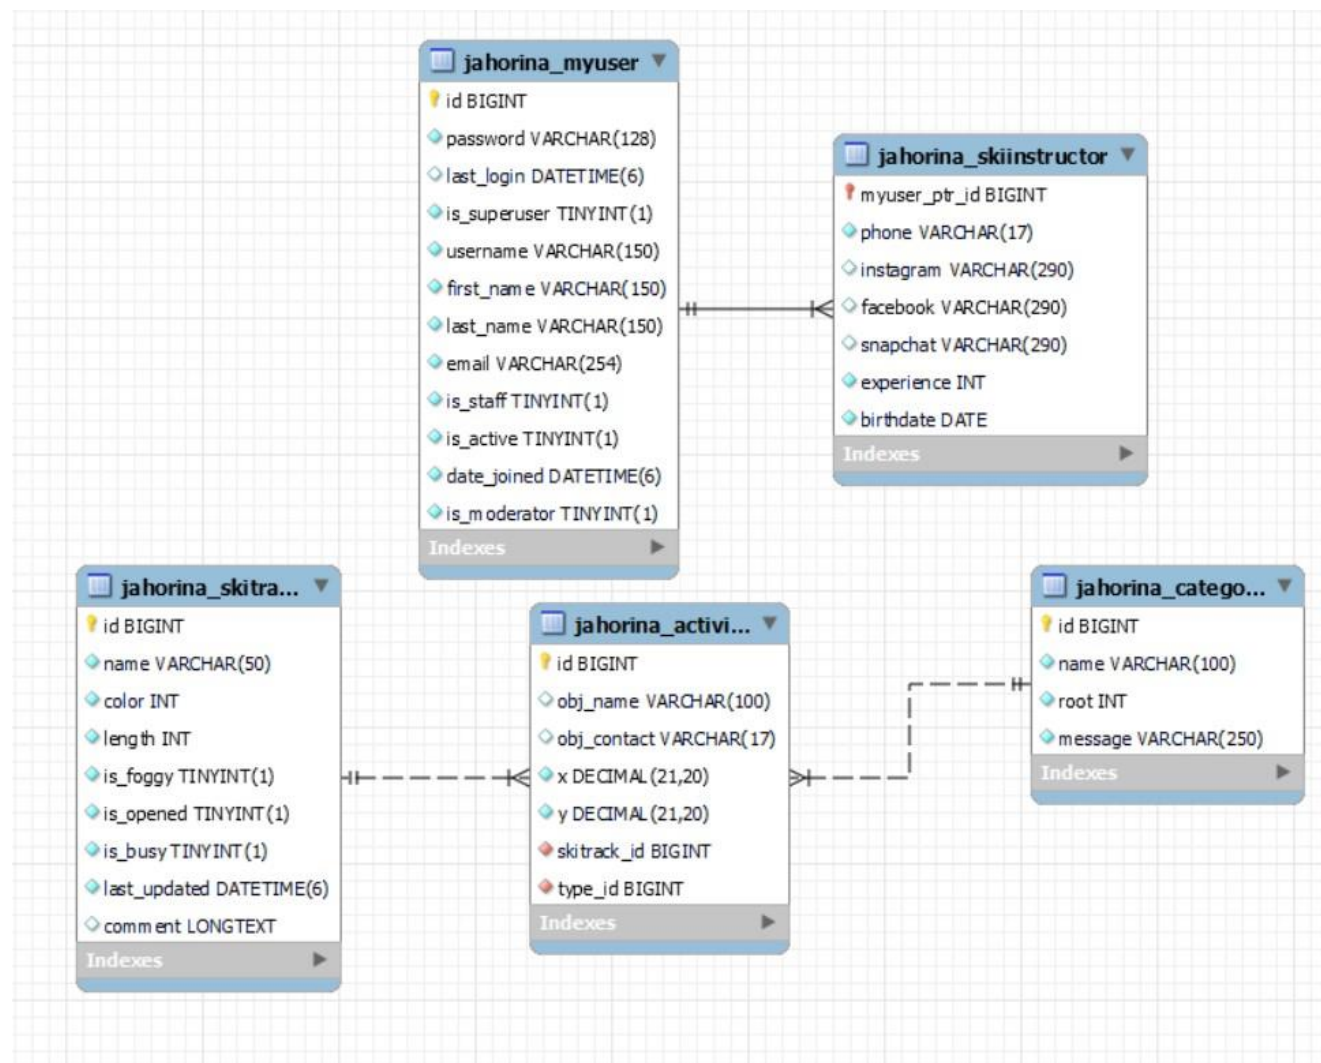 jahorina_myuser
id BIGINT
password VARCHAR(128)
last_login DATETIME(6)
is_superuser TINYINT(1)
username VARCHAR(150)
first_name VARCHAR(150)
last_name VARCHAR(150)
email VARCHAR(254)
is_staff TINYINT(1)
is_active TINYINT(1)
date_joined DATETIME(6)
is_moderator TINYINT(1)
Indexes
jahorina_skiinstructor
myuser_ptr_id BIGINT
phone VARCHAR(17)
instagram VARCHAR(290)
facebook VARCHAR(290)
snapchat VARCHAR(290)
experience INT
birthdate DATE
Indexes
jahorina_skitra...
id BIGINT
name VARCHAR(50)
color INT
length INT
is_foggy TINYINT(1)
is_opened TINYINT(1)
is_busy TINYINT(1)
last_updated DATETIME(6)
comment LONGTEXT
Indexes
jahorina_activi...
id BIGINT
obj_name VARCHAR(100)
obj_contact VARCHAR(17)
x DECIMAL(21,20)
y DECIMAL(21,20)
skitrack_id BIGINT
type_id BIGINT
Indexes
jahorina_catego...
id BIGINT
name VARCHAR(100)
root INT
message VARCHAR(250)
Indexes